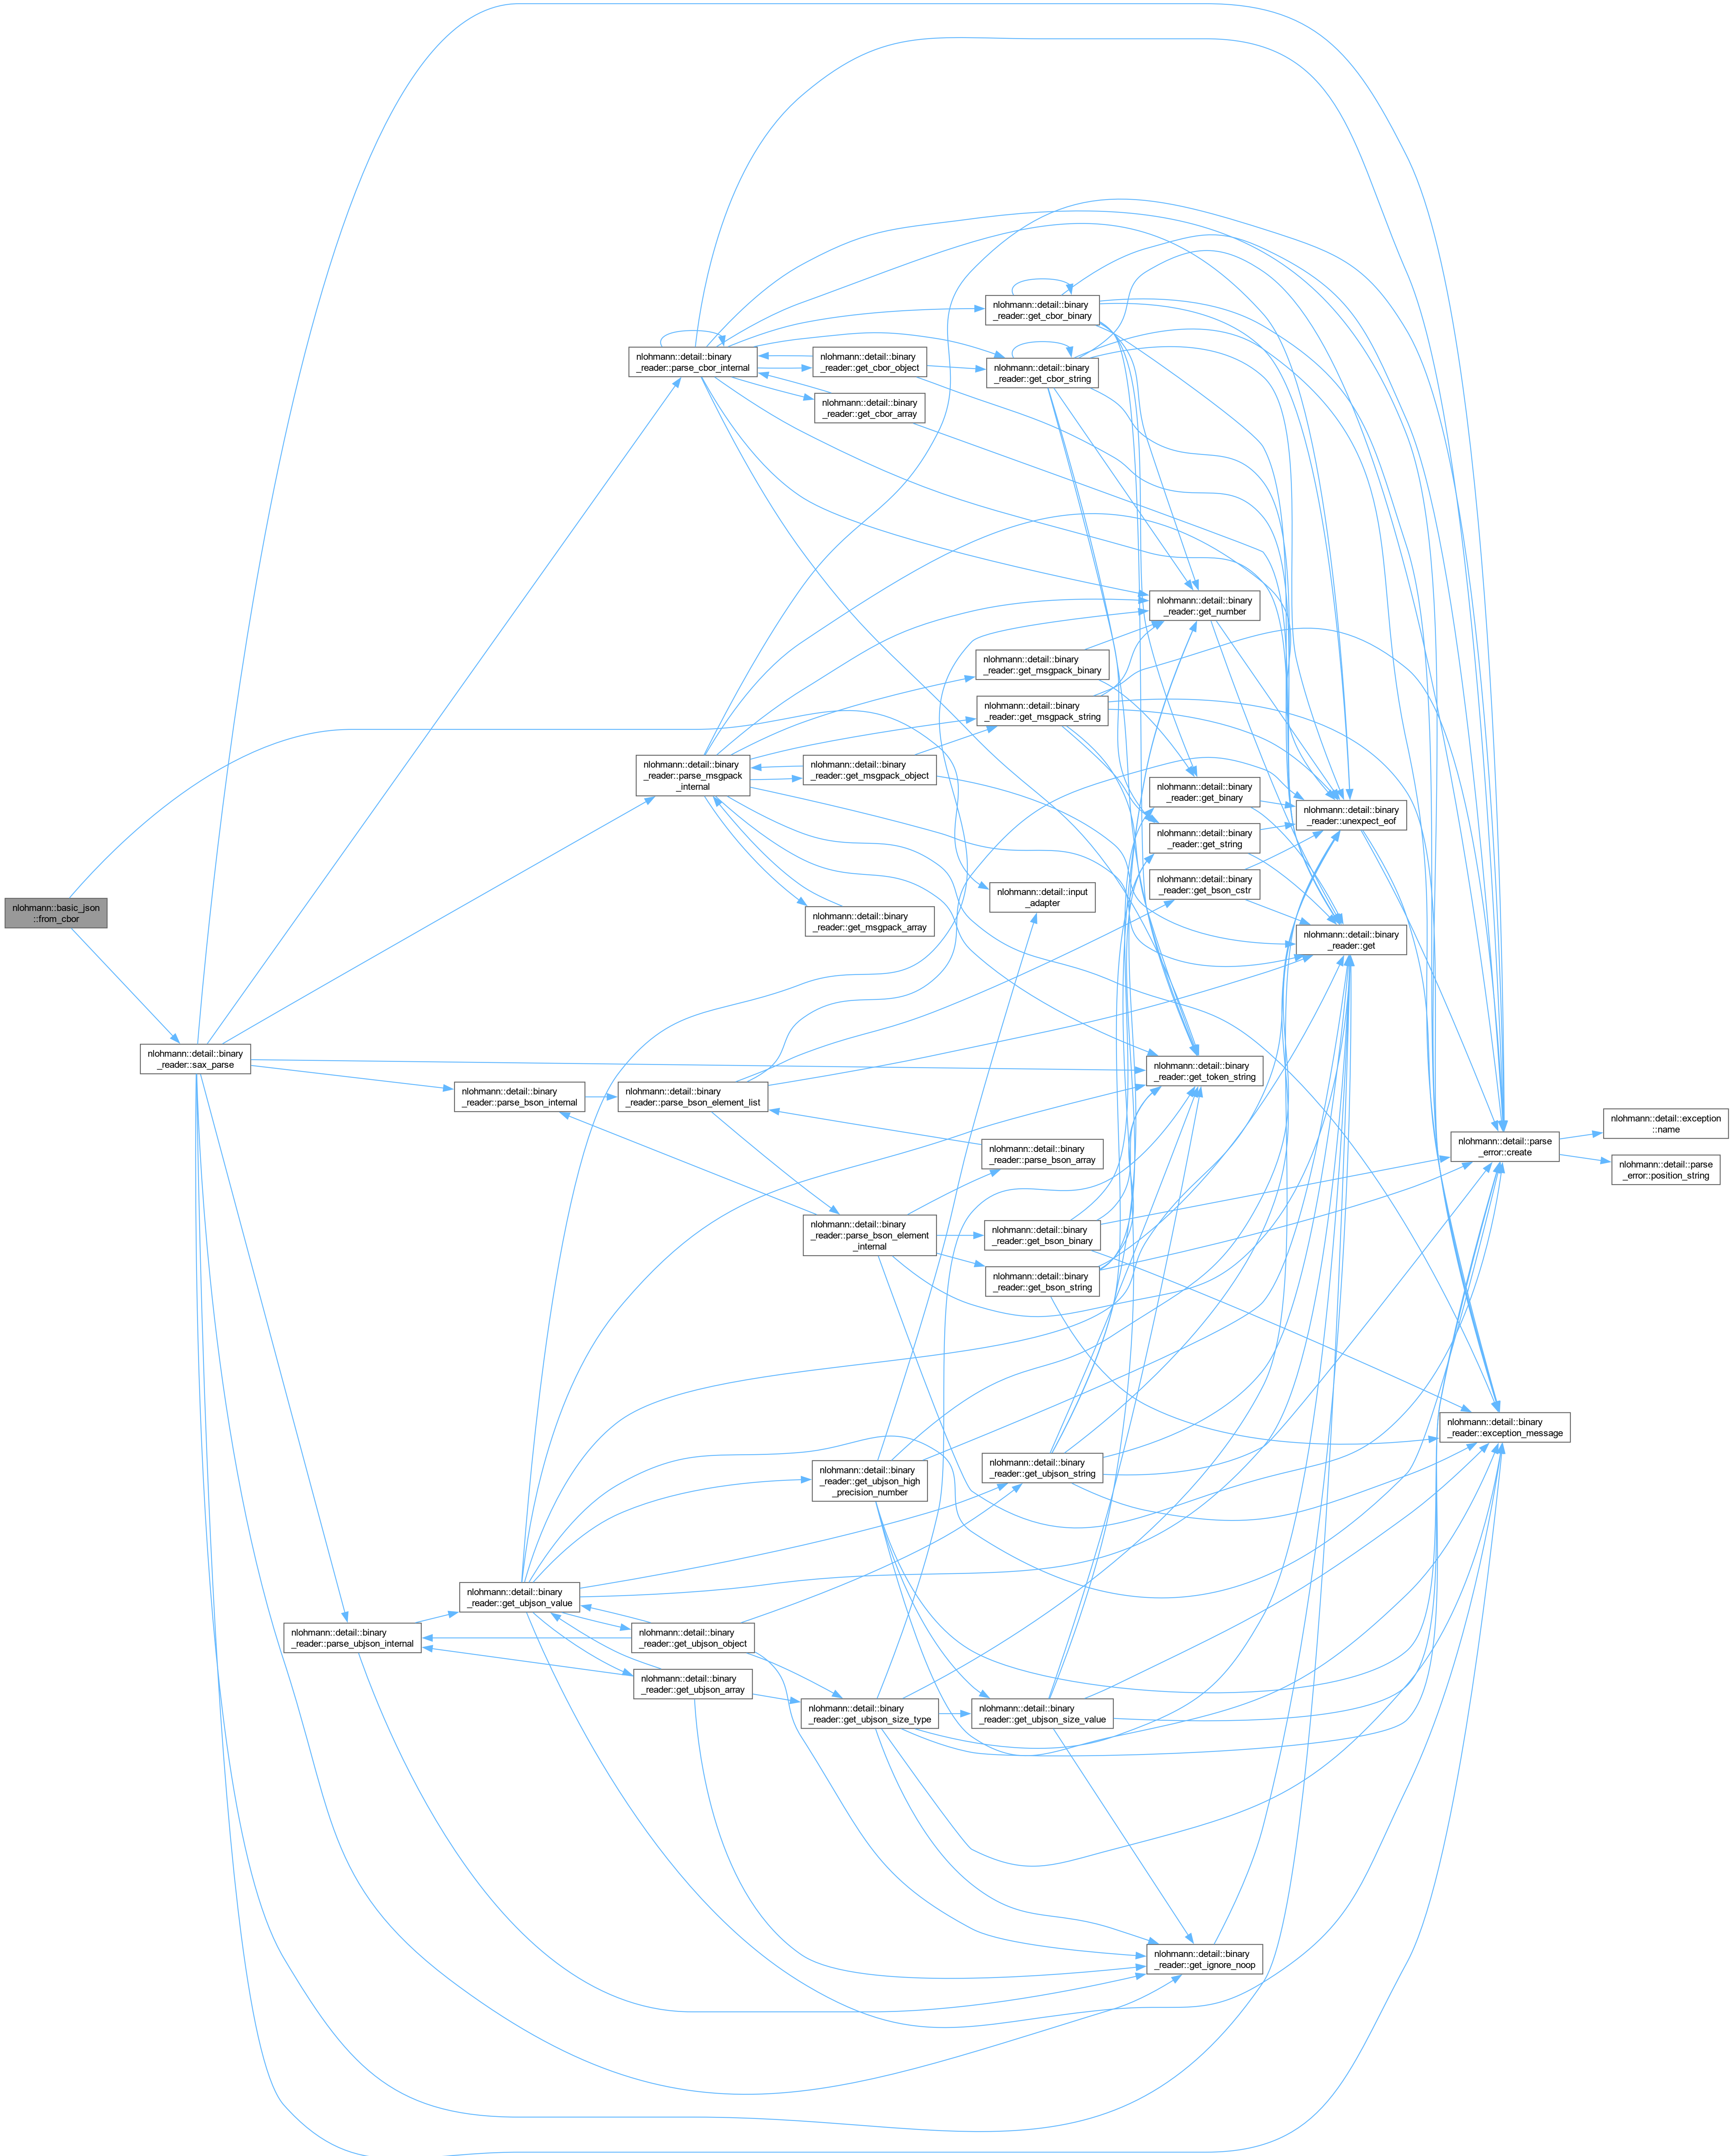 nlohmann::basic_json
::from_cbor
nlohmann::detail::binary
_reader::sax_parse
nlohmann::detail::binary
_reader::parse_ubjson_internal
nlohmann::detail::binary
_reader::parse_bson_internal
nlohmann::detail::binary
_reader::get_ubjson_value
nlohmann::detail::binary
_reader::parse_cbor_internal
nlohmann::detail::binary
_reader::parse_msgpack
_internal
nlohmann::detail::binary
_reader::parse_bson_element_list
nlohmann::detail::binary
_reader::get_ubjson_object
nlohmann::detail::binary
_reader::get_ubjson_array
nlohmann::detail::binary
_reader::get_cbor_object
nlohmann::detail::binary
_reader::get_cbor_array
nlohmann::detail::binary
_reader::get_msgpack_object
nlohmann::detail::binary
_reader::get_msgpack_array
nlohmann::detail::binary
_reader::parse_bson_element
_internal
nlohmann::detail::binary
_reader::get_ubjson_high
_precision_number
nlohmann::detail::binary
_reader::get_ubjson_size_type
nlohmann::detail::binary
_reader::get_cbor_binary
nlohmann::detail::binary
_reader::get_cbor_string
nlohmann::detail::binary
_reader::get_msgpack_binary
nlohmann::detail::binary
_reader::get_msgpack_string
nlohmann::detail::input
_adapter
nlohmann::detail::binary
_reader::parse_bson_array
nlohmann::detail::binary
_reader::get_bson_binary
nlohmann::detail::binary
_reader::get_bson_string
nlohmann::detail::binary
_reader::get_ubjson_string
nlohmann::detail::binary
_reader::get_ubjson_size_value
nlohmann::detail::binary
_reader::get_number
nlohmann::detail::binary
_reader::get_binary
nlohmann::detail::binary
_reader::get_string
nlohmann::detail::binary
_reader::get_bson_cstr
nlohmann::detail::binary
_reader::get_token_string
nlohmann::detail::binary
_reader::get_ignore_noop
nlohmann::detail::binary
_reader::unexpect_eof
nlohmann::detail::binary
_reader::get
nlohmann::detail::parse
_error::create
nlohmann::detail::binary
_reader::exception_message
nlohmann::detail::exception
::name
nlohmann::detail::parse
_error::position_string